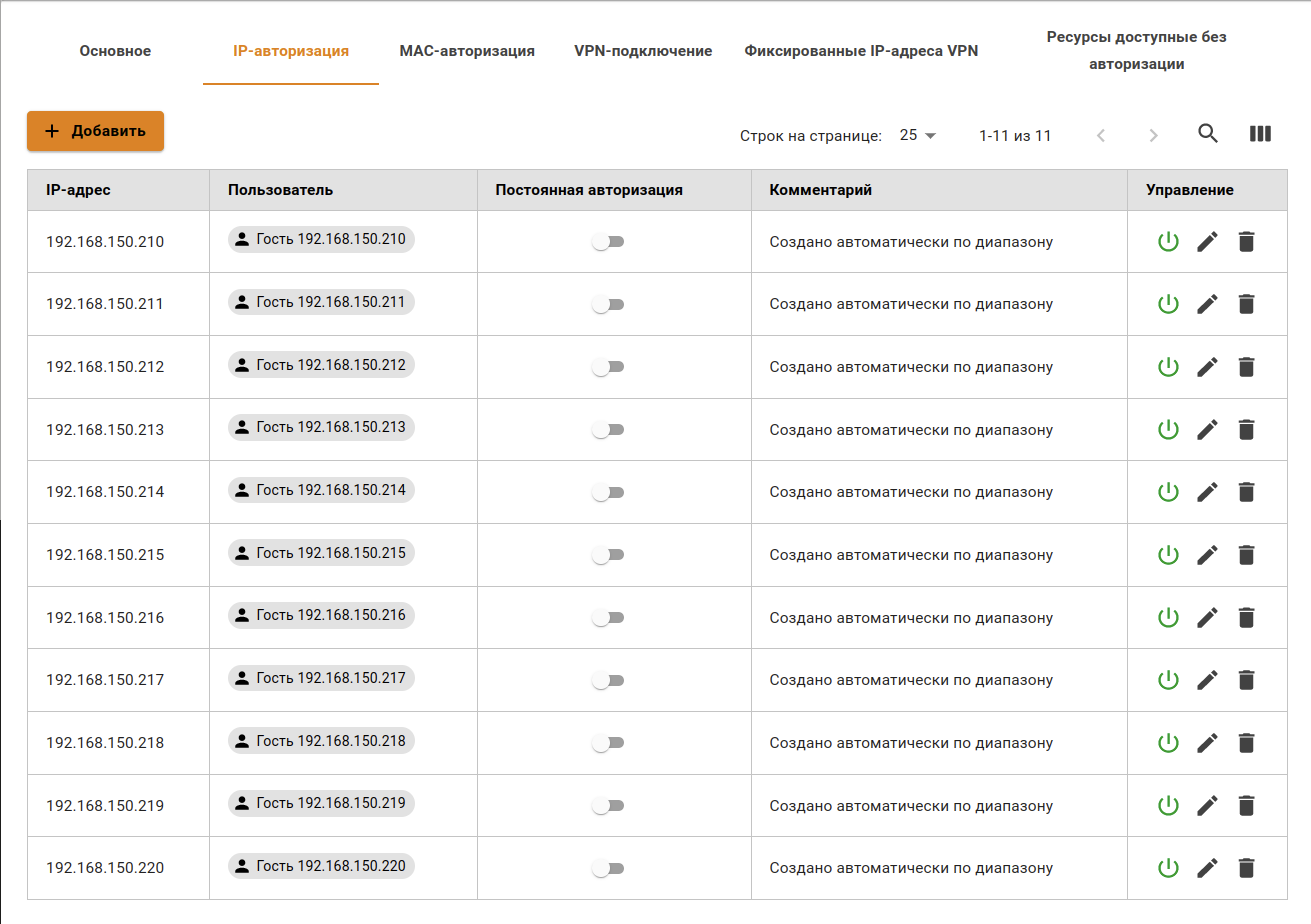 Основное IP-авторизация MAC-авторизация VPN-подключение Фиксированные IP-адреса VPN Ресурсы доступные без
авторизации
Добавить
Строк на странице: 25 1-11 из 11
IP-адрес Пользователь Постоянная авторизация Комментарий Управление
192.168.150.210 Гость 192.168.150.210 Создано автоматически по диапазону
192.168.150.211 Гость 192.168.150.211 Создано автоматически по диапазону
192.168.150.212 Гость 192.168.150.212 Создано автоматически по диапазону
192.168.150.213 Гость 192.168.150.213 Создано автоматически по диапазону
192.168.150.214 Гость 192.168.150.214 Создано автоматически по диапазону
192.168.150.215 Гость 192.168.150.215 Создано автоматически по диапазону
192.168.150.216 Гость 192.168.150.216 Создано автоматически по диапазону
192.168.150.217 Гость 192.168.150.217 Создано автоматически по диапазону
192.168.150.218 Гость 192.168.150.218 Создано автоматически по диапазону
192.168.150.219 Гость 192.168.150.219 Создано автоматически по диапазону
192.168.150.220 Гость 192.168.150.220 Создано автоматически по диапазону